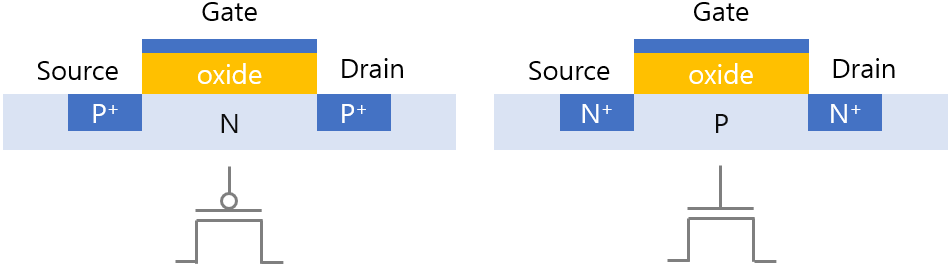 Gate
Source
oxide
Drain
P+
N
P+
Gate
Source
oxide
Drain
N+
P
N+